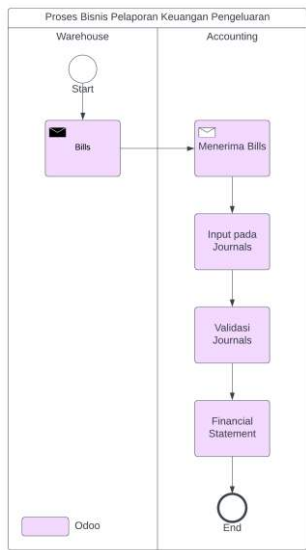 Proses Bisnis Pelaporan Keuangan Pengeluaran
Warehouse
Accounting
Start
Bills
Menerima Bills
Input pada
Journals
Validasi
Journals
Financial
Statement
Odoo
End